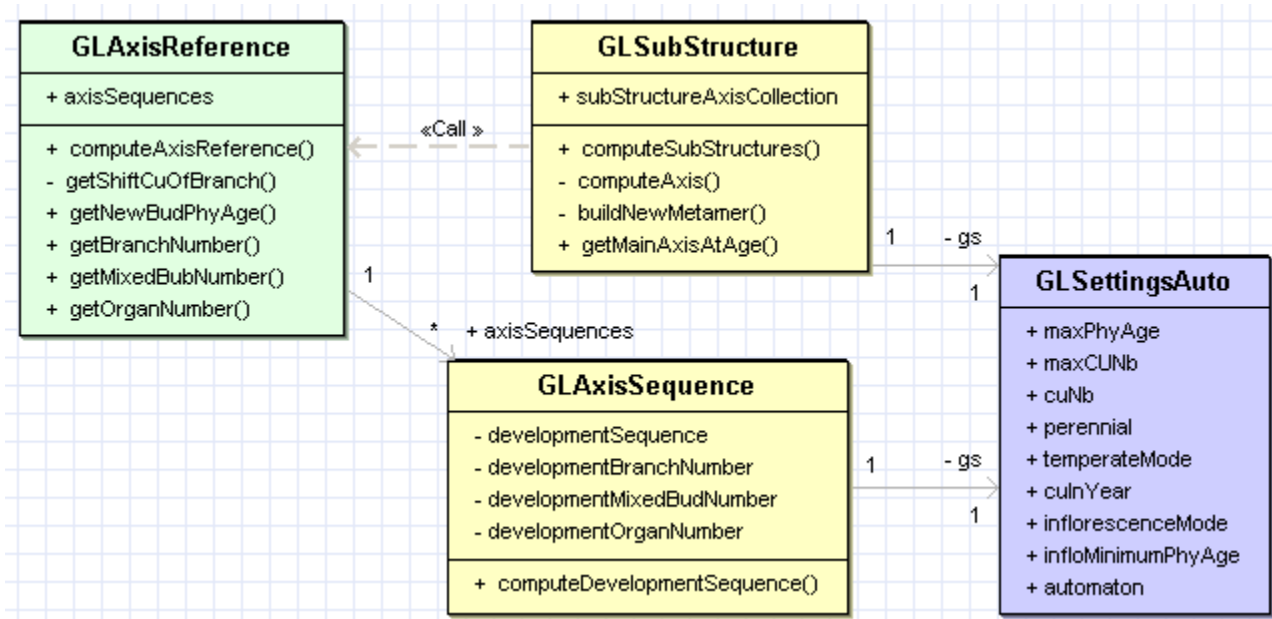 GLAxisReference
+ axisSequences
+ computeAxisReference()
- getShiftCuOfBranch()
+ getNewBudPhyAge()
+ getBranchNumber()
+ getMixedBubNumber()
+ getOrganNumber()
«Call »
GLSubStructure
+ subStructureAxisCollection
+ computeSubStructures()
- computeAxis()
- buildNewMetamer()
+ getMainAxisAtAge()
1 - gs
1
1
* + axisSequences
GLAxisSequence
- developmentSequence
- developmentBranchNumber
- developmentMixedBudNumber
- developmentOrganNumber
+ computeDevelopmentSequence()
1 - gs
1
GLSettingsAuto
+ maxPhyAge
+ maxCUNb
+ cuNb
+ perennial
+ temperateMode
+ cuInYear
+ inflorescenceMode
+ infloMinimumPhyAge
+ automaton